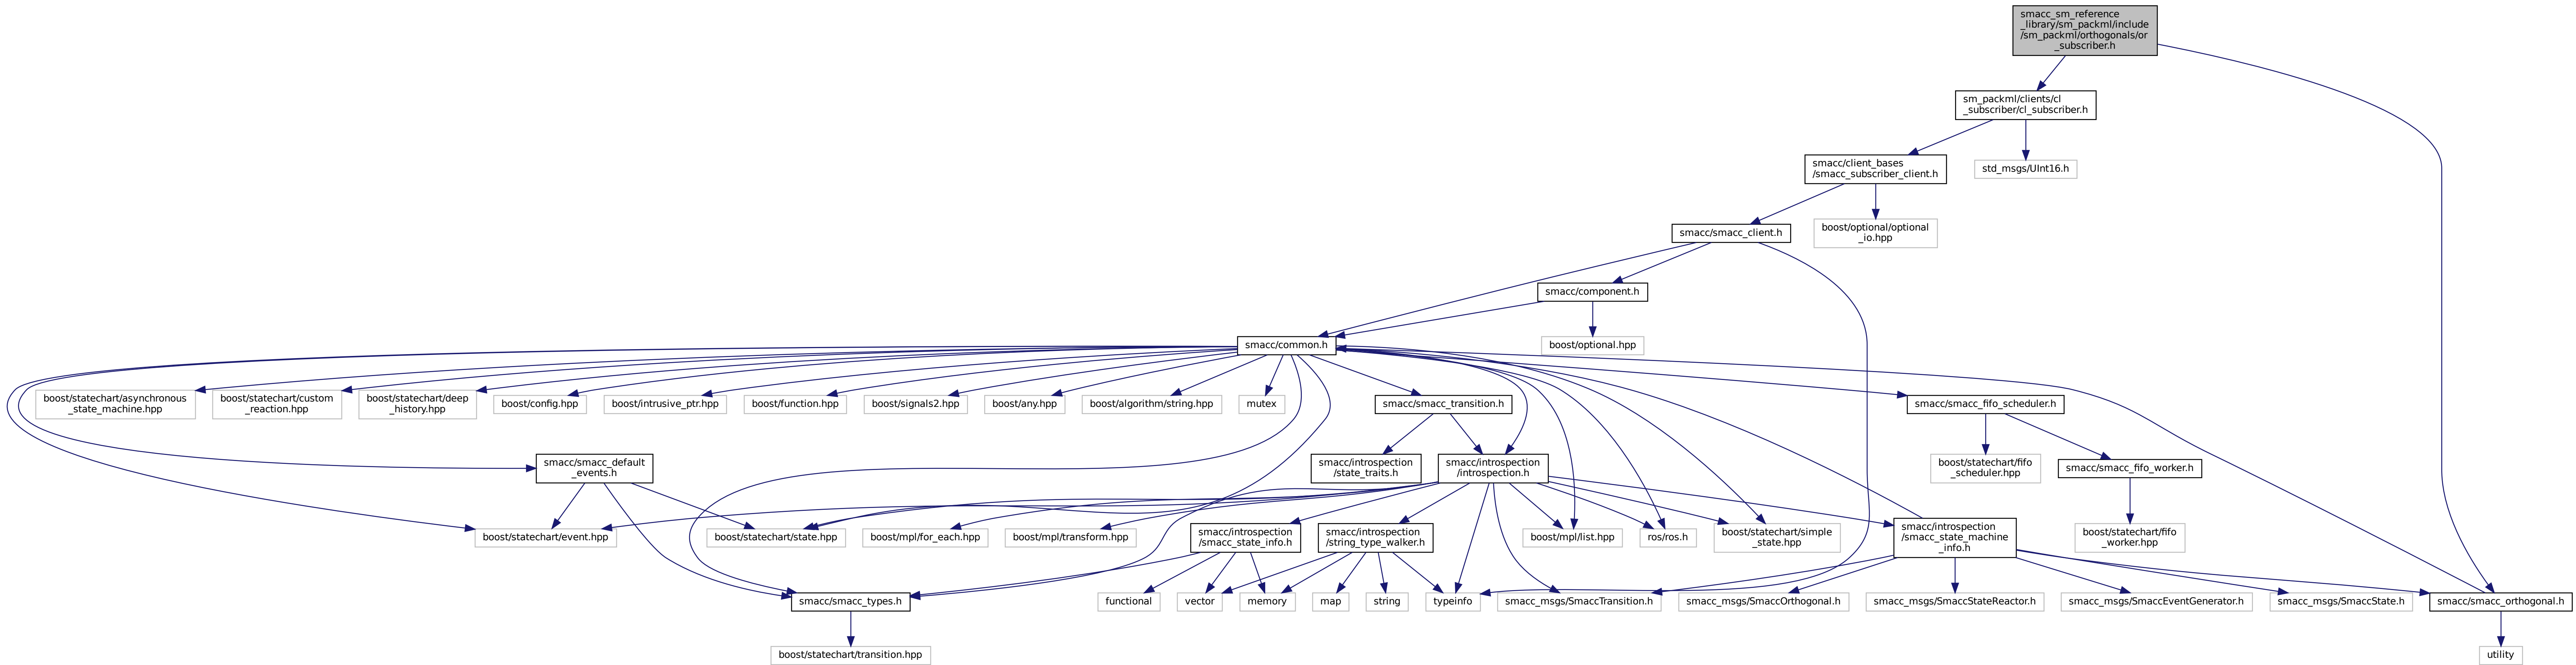 smacc_sm_reference
_library/sm_packml/include
/sm_packml/orthogonals/or
_subscriber.h
sm_packml/clients/cl
_subscriber/cl_subscriber.h
smacc/client_bases
/smacc_subscriber_client.h
std_msgs/UInt16.h
smacc/smacc_client.h
boost/optional/optional
_io.hpp
smacc/component.h
smacc/common.h
boost/optional.hpp
boost/statechart/asynchronous
_state_machine.hpp
boost/statechart/custom
_reaction.hpp
boost/statechart/deep
_history.hpp
boost/config.hpp
boost/intrusive_ptr.hpp
boost/function.hpp
boost/signals2.hpp
boost/any.hpp
boost/algorithm/string.hpp
mutex
smacc/smacc_transition.h
smacc/smacc_fifo_scheduler.h
smacc/smacc_default
_events.h
smacc/introspection
/state_traits.h
smacc/introspection
/introspection.h
boost/statechart/fifo
_scheduler.hpp
smacc/smacc_fifo_worker.h
boost/statechart/event.hpp
boost/statechart/state.hpp
boost/mpl/for_each.hpp
boost/mpl/transform.hpp
smacc/introspection
/smacc_state_info.h
smacc/introspection
/string_type_walker.h
boost/mpl/list.hpp
ros/ros.h
boost/statechart/simple
_state.hpp
smacc/introspection
/smacc_state_machine
_info.h
boost/statechart/fifo
_worker.hpp
smacc/smacc_types.h
functional
vector
memory
map
string
typeinfo
smacc_msgs/SmaccTransition.h
smacc_msgs/SmaccOrthogonal.h
smacc_msgs/SmaccStateReactor.h
smacc_msgs/SmaccEventGenerator.h
smacc_msgs/SmaccState.h
smacc/smacc_orthogonal.h
boost/statechart/transition.hpp
utility